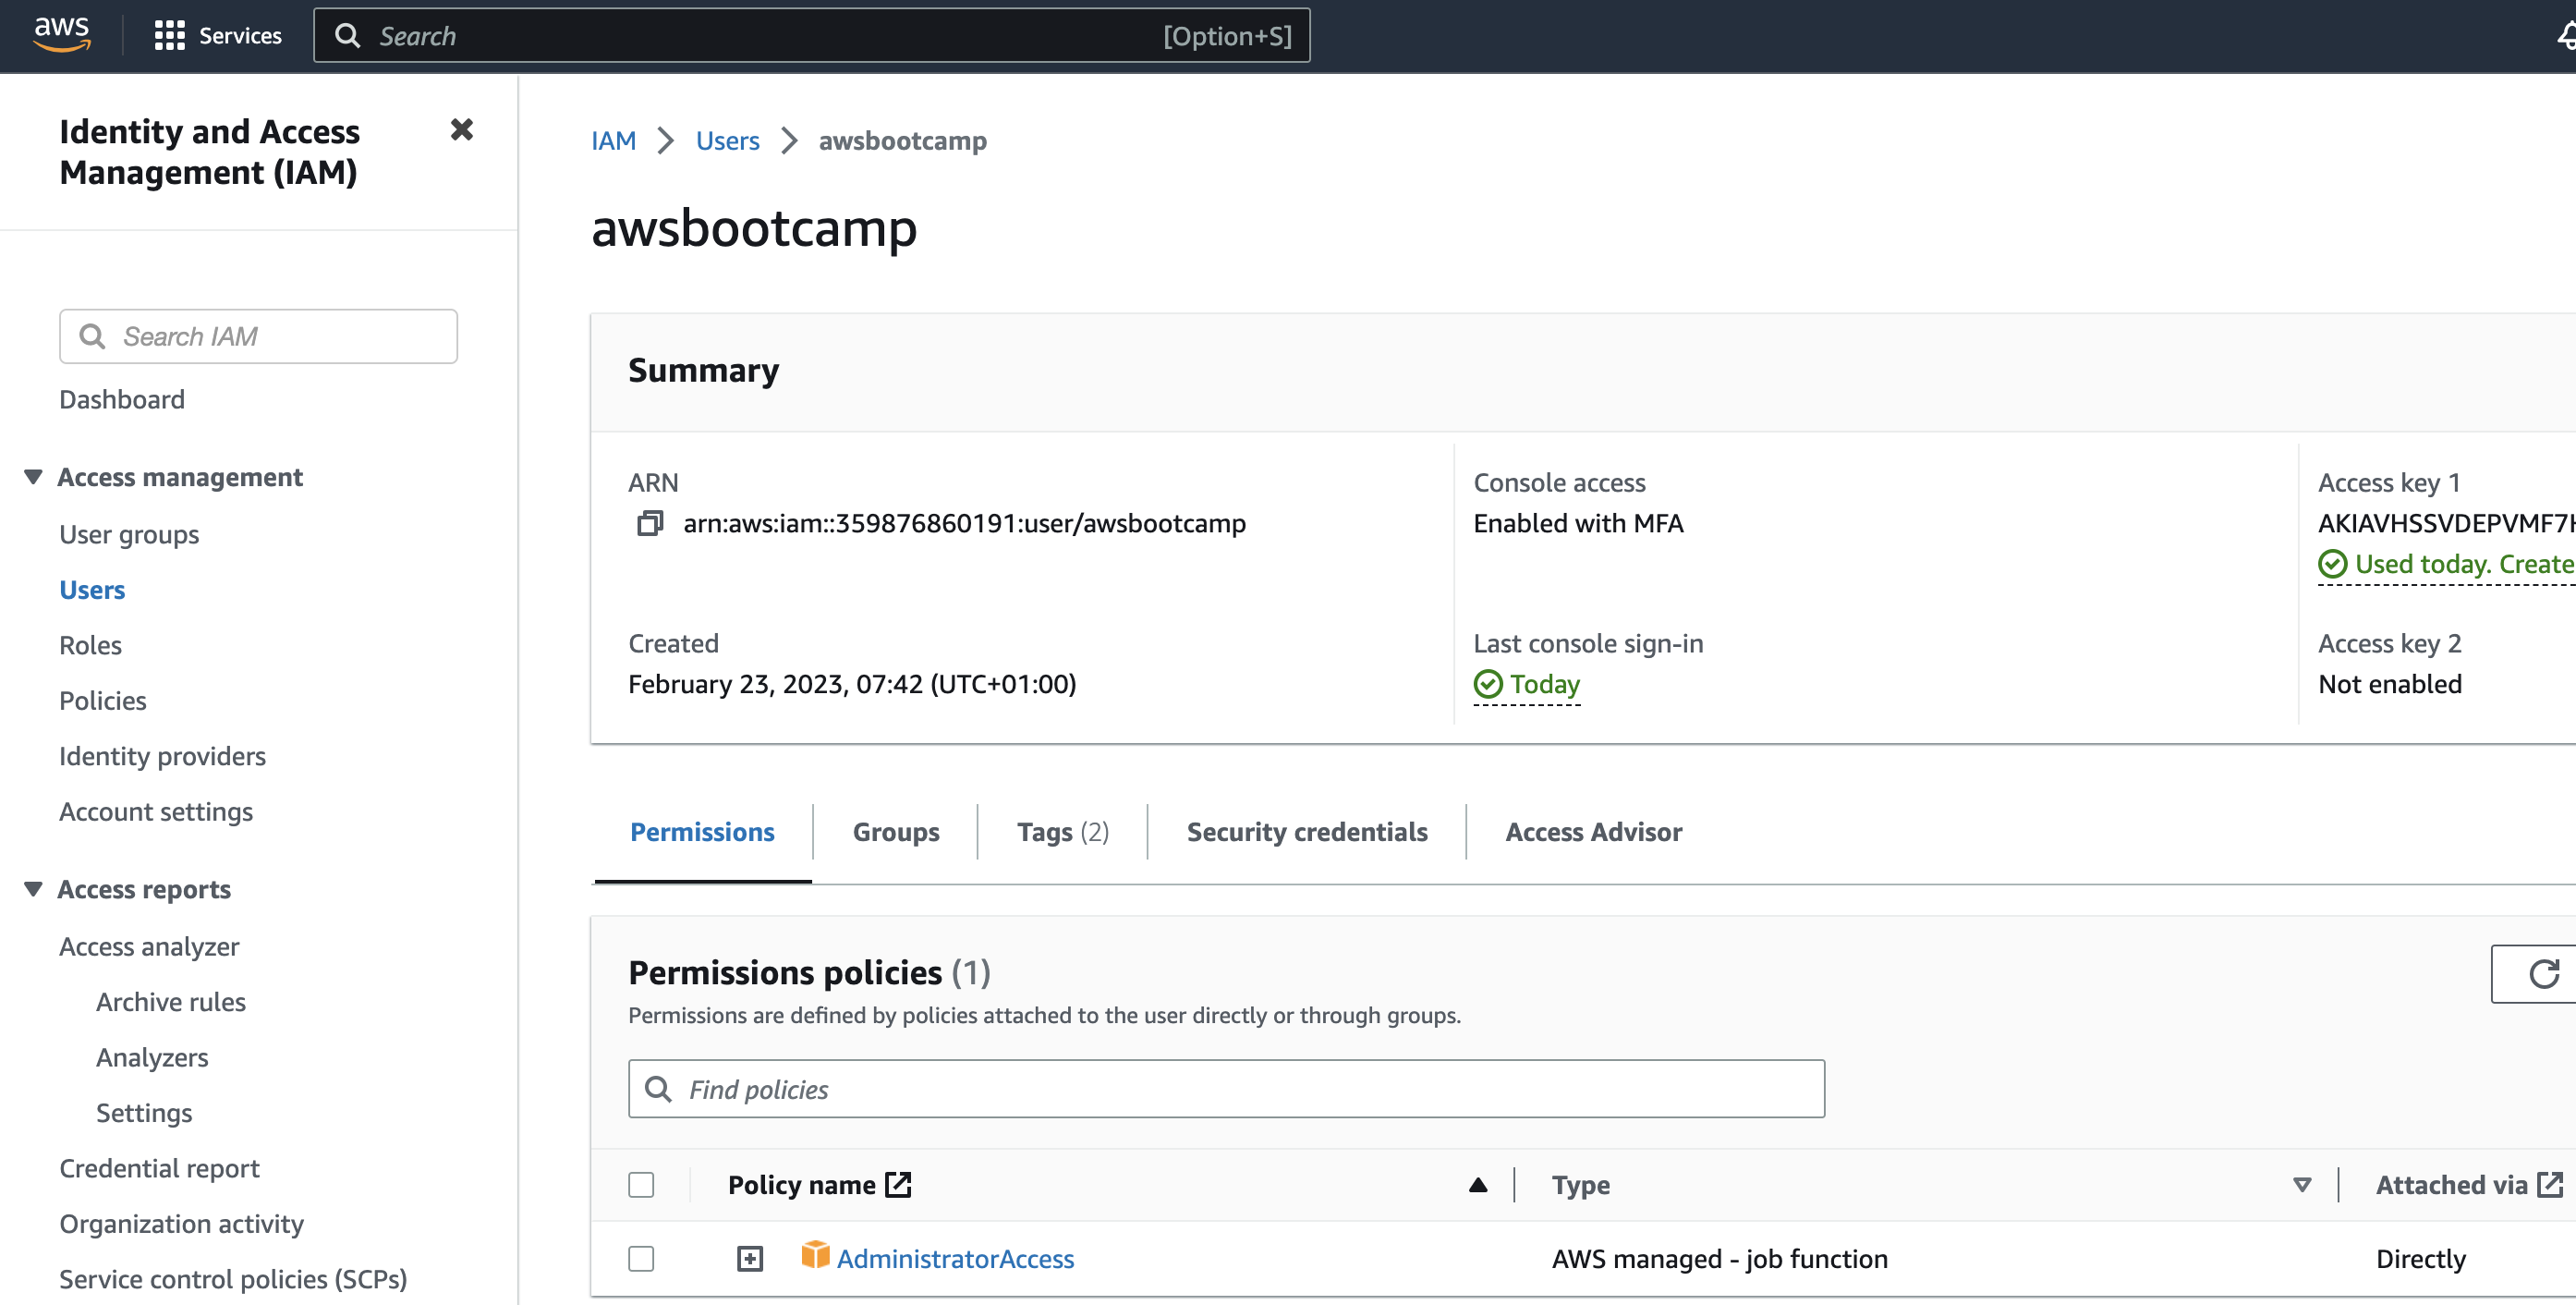 aws
Services
Search
[Option+S]
Identity and Access
Management (IAM)
Search IAM
Dashboard
Access management
User groups
Users
Roles
Policies
Identity providers
Account settings
Access reports
Access analyzer
Archive rules
Analyzers
Settings
Credential report
Organization activity
Service control policies (SCPs)
IAM
Users
awsbootcamp
awsbootcamp
Summary
ARN
arn:aws:iam::359876860191:user/awsbootcamp
Created
February 23, 2023, 07:42 (UTC+01:00)
Console access
Enabled with MFA
Last console sign-in
Today
Access key 1
AKIAVHSSVDEPVMF7
Used today. Create
Access key 2
Not enabled
Permissions
Groups
Tags (2)
Security credentials
Access Advisor
Permissions policies (1)
Permissions are defined by policies attached to the user directly or through groups.
Find policies
Policy name
Type
Attached via
AdministratorAccess
AWS managed - job function
Directly